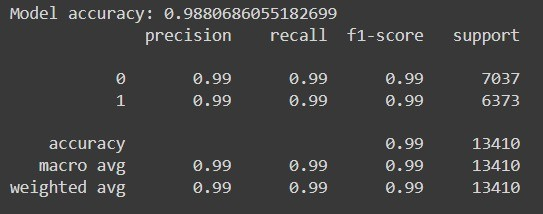 Model accuracy: 0.9880686055182699
precision recall f1-score support
0 0.99 0.99 0.99 7037
1 0.99 0.99 0.99 6373
accuracy 0.99 13410
macro avg 0.99 0.99 0.99 13410
weighted avg 0.99 0.99 0.99 13410